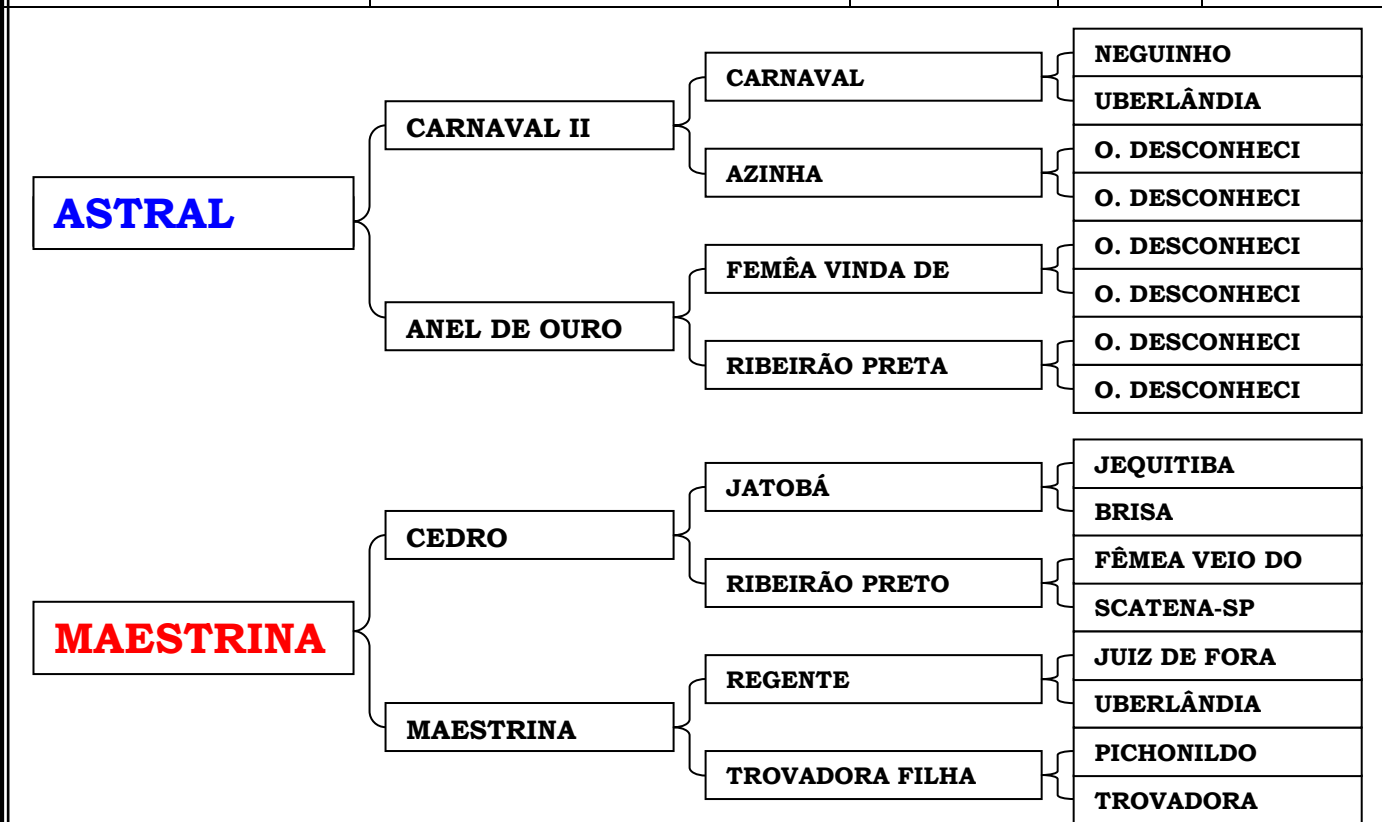 ASTRAL
CARNAVAL II
ANEL DE OURO
CARNAVAL
AZINHA
FEMÊA VINDA DE
RIBEIRÃO PRETA
NEGUINHO
UBERLÂNDIA
O. DESCONHECI
O. DESCONHECI
O. DESCONHECI
O. DESCONHECI
O. DESCONHECI
O. DESCONHECI
MAESTRINA
CEDRO
MAESTRINA
JATOBÁ
RIBEIRÃO PRETO
REGENTE
TROVADORA FILHA
JEQUITIBA
BRISA
FÊMEA VEIO DO
SCATENA-SP
JUIZ DE FORA
UBERLÂNDIA
PICHONILDO
TROVADORA